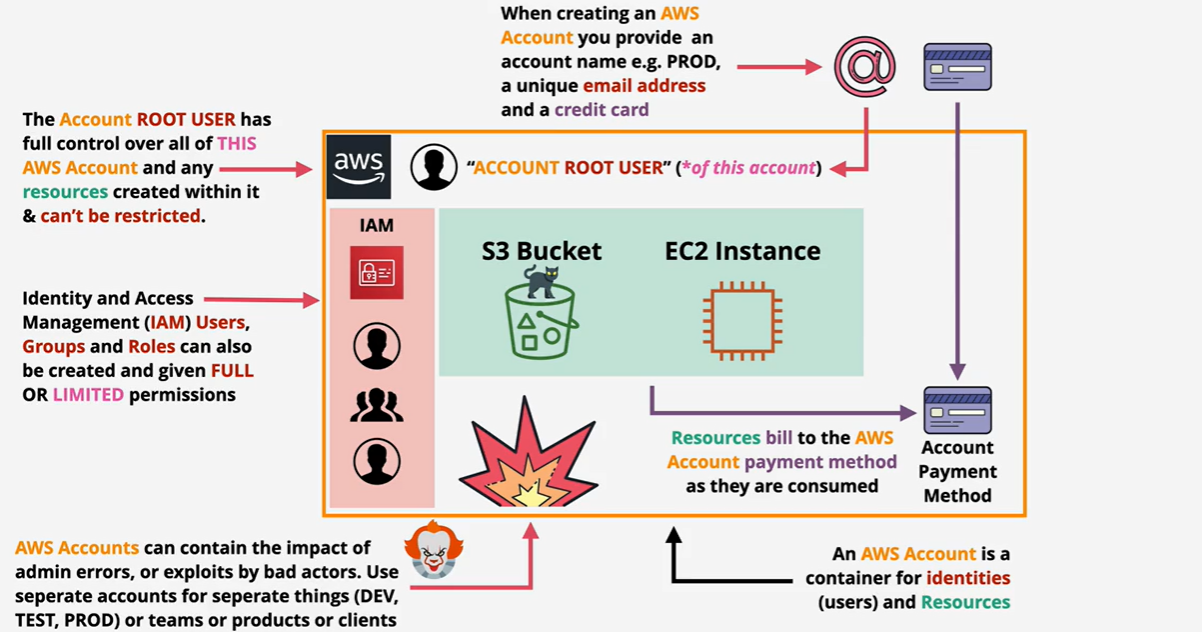 When creating an AWS
Account you provide an
account name e.g. PROD,
a unique email address
and a credit card
The Account ROOT USER has
full control over all of THIS
AWS Account and any
resources created within it
& can't be restricted.
aws
"ACCOUNT ROOT USER" (*of this account)
IAM
S3 Bucket
EC2 Instance
Identity and Access
Management (IAM) Users,
Groups and Roles can also
be created and given FULL
OR LIMITED permissions
Resources bill to the AWS
Account payment method
as they are consumed
Account
Payment
Method
AWS Accounts can contain the impact of
admin errors, or exploits by bad actors. Use
seperate accounts for seperate things (DEV,
TEST, PROD) or teams or products or clients
An AWS Account is a
container for identities
(users) and Resources